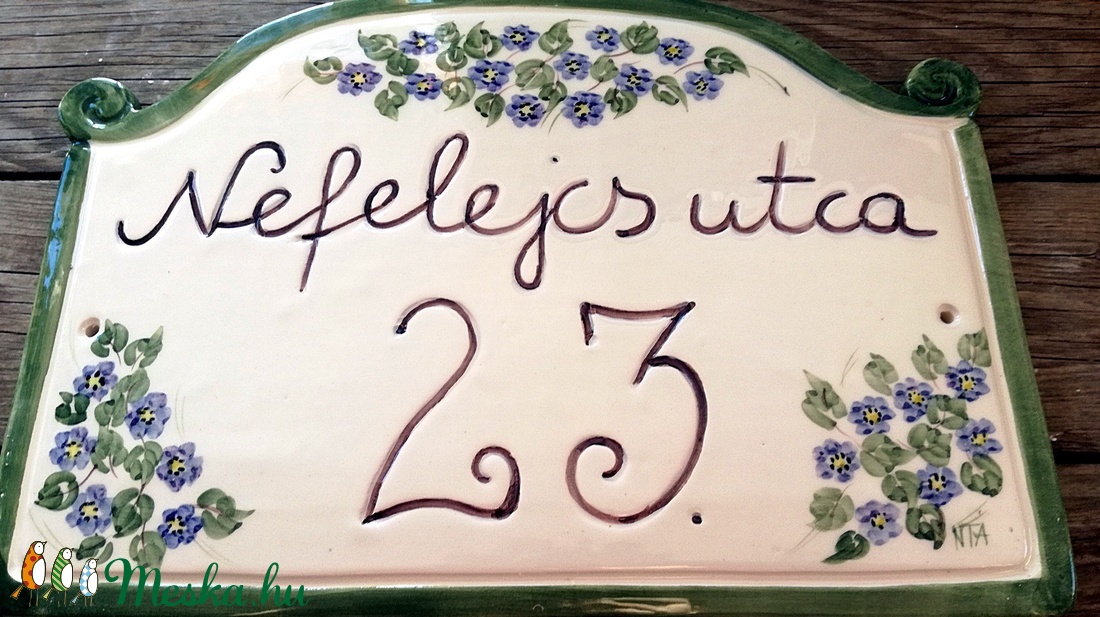 Nefelejcs utca
23.
NTA
Meska.hu